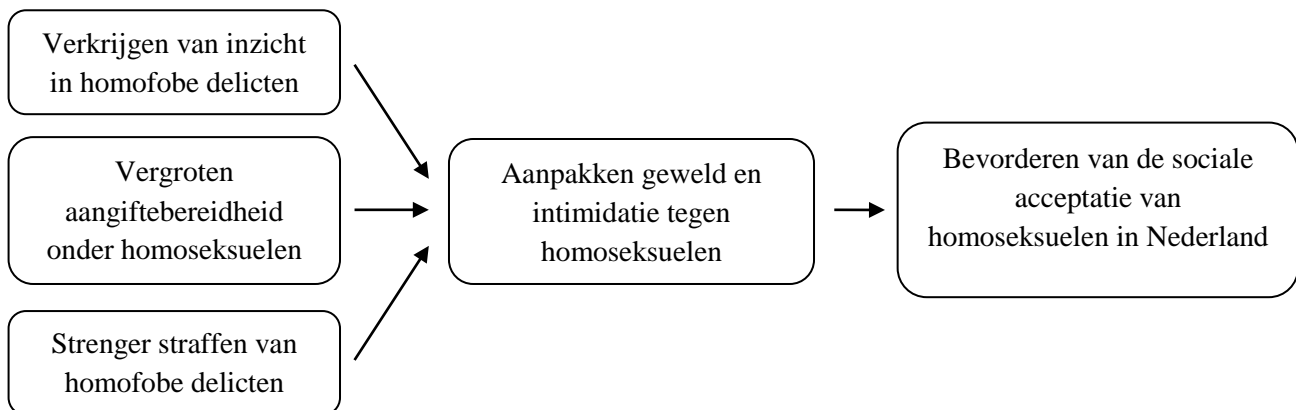 Verkrijgen van inzicht
in homofobe delicten
Vergroten
aangiftebereidheid
onder homoseksuelen
Strenger straffen van
homofobe delicten
Aanpakken geweld en
intimidatie tegen
homoseksuelen
Bevorderen van de sociale
acceptatie van
homoseksuelen in Nederland